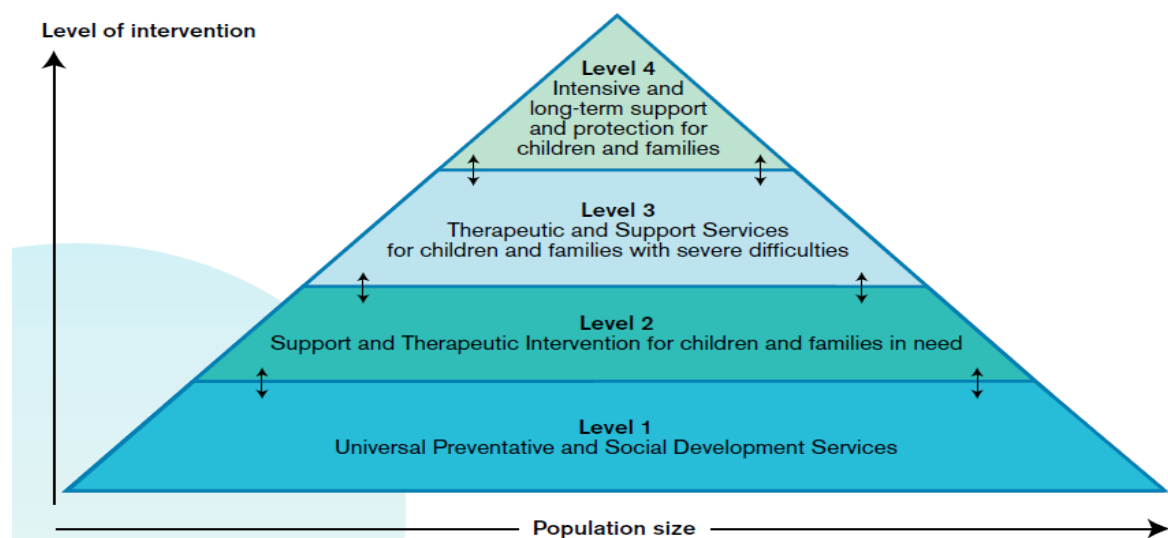 Level of intervention
Level 4
Intensive and
long-term support
and protection for
children and families
Level 3
Therapeutic and Support Services
for children and families with severe difficulties
Level 2
Support and Therapeutic Intervention for children and families in need
Level 1
Universal Preventative and Social Development Services
Population size